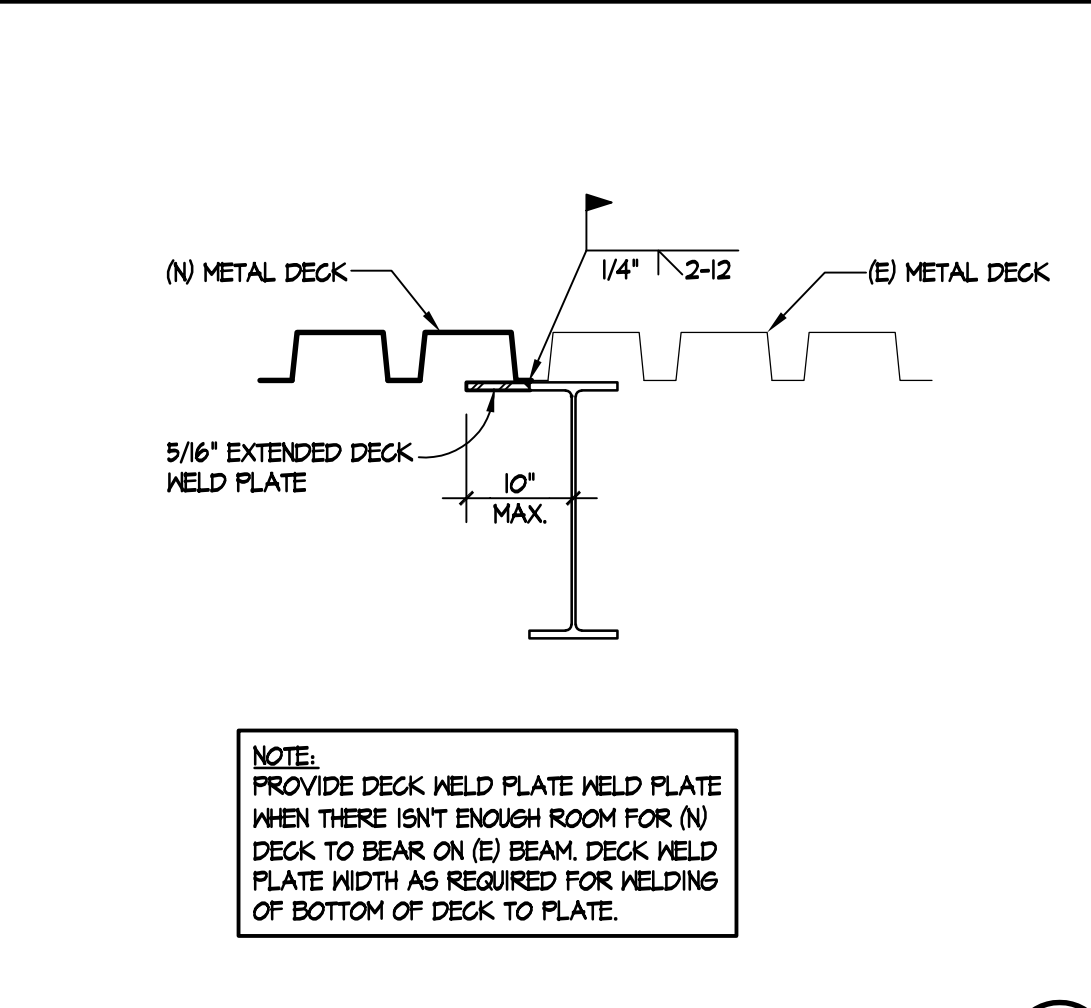 (N) METAL DECK
1/4" 2-12
(E) METAL DECK
5/16" EXTENDED DECK
WELD PLATE
10"
MAX.
NOTE:
PROVIDE DECK WELD PLATE WELD PLATE
WHEN THERE ISN'T ENOUGH ROOM FOR (N)
DECK TO BEAR ON (E) BEAM. DECK WELD
PLATE WIDTH AS REQUIRED FOR WELDING
OF BOTTOM OF DECK TO PLATE.